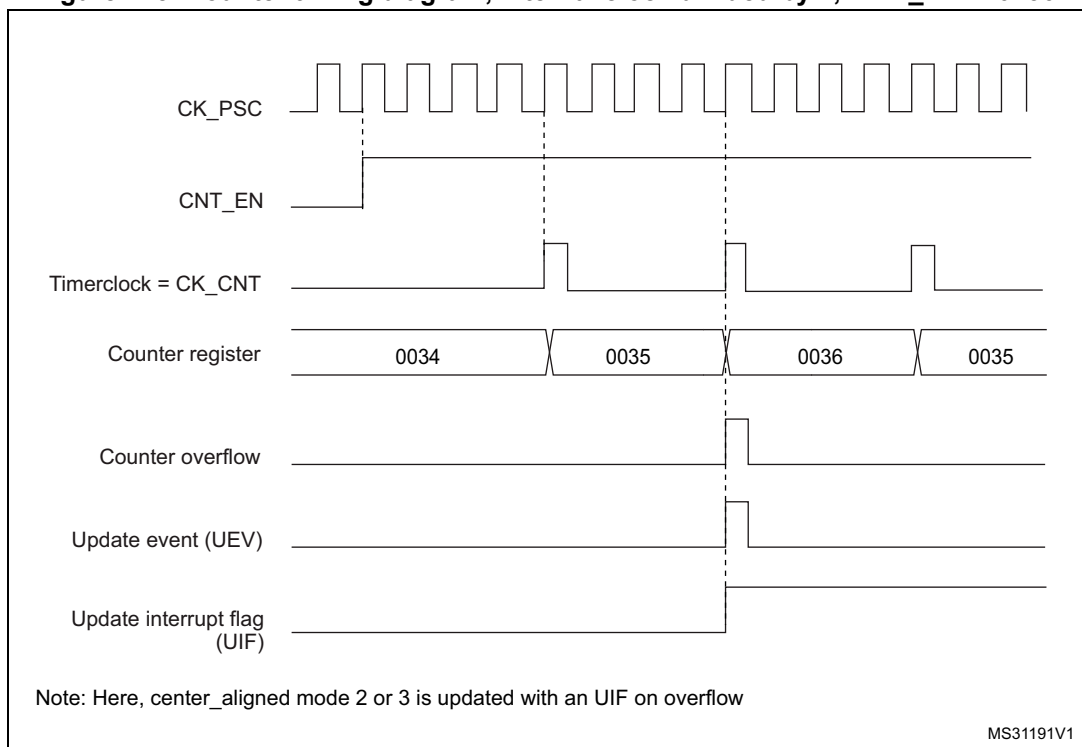 CK_PSC
CNT_EN
Timerclock = CK_CNT
Counter register
0034 0035 0036 0035
Counter overflow
Update event (UEV)
Update interrupt flag
(UIF)
Note: Here, center_aligned mode 2 or 3 is updated with an UIF on overflow
MS31191V1